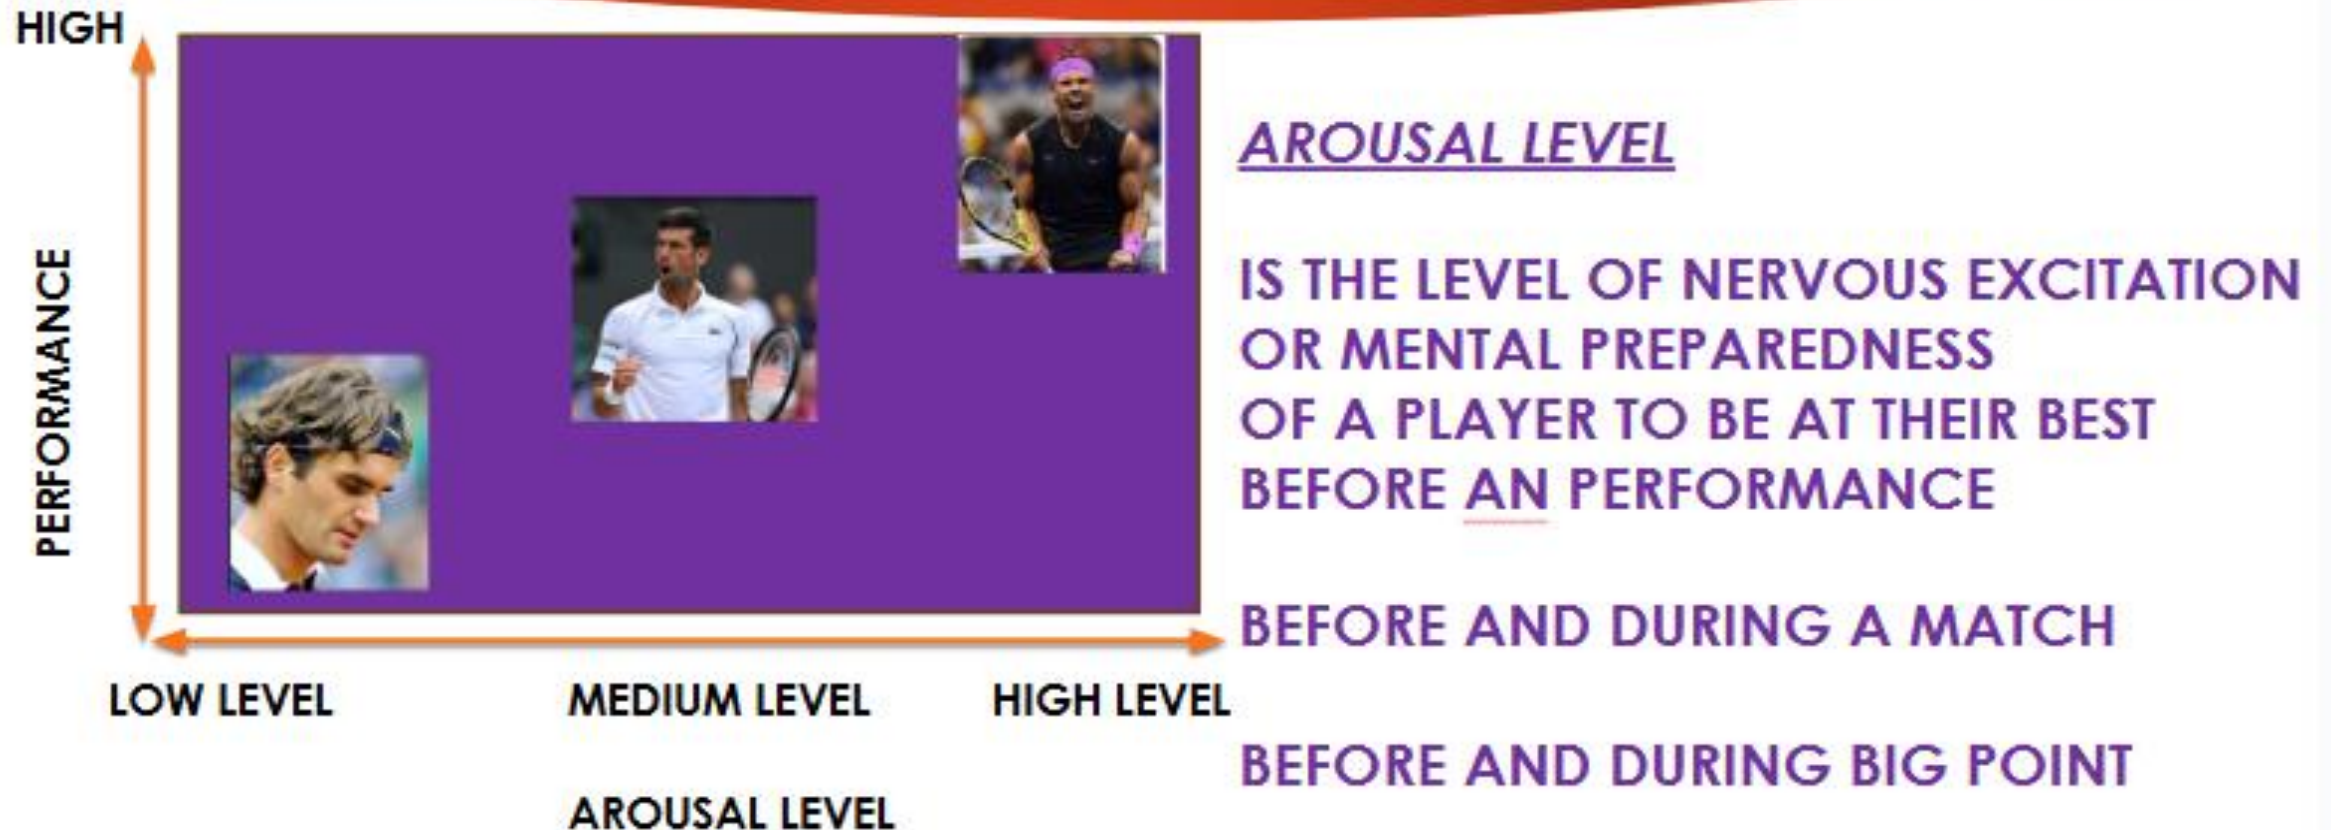 HIGH
PERFORMANCE
LOW LEVEL
MEDIUM LEVEL
HIGH LEVEL
AROUSAL LEVEL
AROUSAL LEVEL
IS THE LEVEL OF NERVOUS EXCITATION
OR MENTAL PREPAREDNESS
OF A PLAYER TO BE AT THEIR BEST
BEFORE AN PERFORMANCE
BEFORE AND DURING A MATCH
BEFORE AND DURING BIG POINT